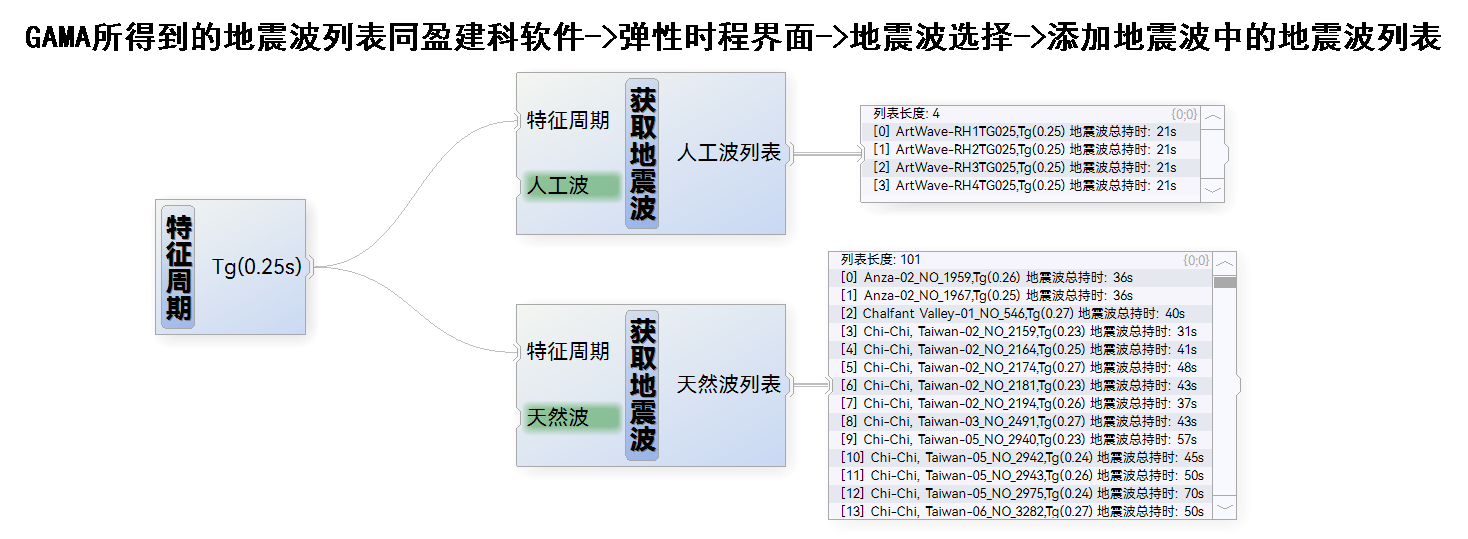 GAMA所得到的地震波列表同盈建科软件->弹性时程界面->地震波选择->添加地震波中的地震波列表
特征周期
Tg(0.25s)
特征周期
人工波
获取地震波
人工波列表
列表长度: 4
{0;0}
[0] ArtWave-RH1TG025,Tg(0.25) 地震波总持时: 21s
[1] ArtWave-RH2TG025,Tg(0.25) 地震波总持时: 21s
[2] ArtWave-RH3TG025,Tg(0.25) 地震波总持时: 21s
[3] ArtWave-RH4TG025,Tg(0.25) 地震波总持时: 21s
特征周期
天然波
获取地震波
天然波列表
列表长度: 101
{0;0}
[0] Anza-02_NO_1959,Tg(0.26) 地震波总持时: 36s
[1] Anza-02_NO_1967,Tg(0.25) 地震波总持时: 36s
[2] Chalfant Valley-01_NO_546,Tg(0.27) 地震波总持时: 40s
[3] Chi-Chi, Taiwan-02_NO_2159,Tg(0.23) 地震波总持时: 31s
[4] Chi-Chi, Taiwan-02_NO_2164,Tg(0.25) 地震波总持时: 41s
[5] Chi-Chi, Taiwan-02_NO_2174,Tg(0.27) 地震波总持时: 48s
[6] Chi-Chi, Taiwan-02_NO_2181,Tg(0.23) 地震波总持时: 43s
[7] Chi-Chi, Taiwan-02_NO_2194,Tg(0.26) 地震波总持时: 37s
[8] Chi-Chi, Taiwan-03_NO_2491,Tg(0.27) 地震波总持时: 43s
[9] Chi-Chi, Taiwan-05_NO_2940,Tg(0.23) 地震波总持时: 57s
[10] Chi-Chi, Taiwan-05_NO_2942,Tg(0.24) 地震波总持时: 45s
[11] Chi-Chi, Taiwan-05_NO_2943,Tg(0.26) 地震波总持时: 50s
[12] Chi-Chi, Taiwan-05_NO_2975,Tg(0.24) 地震波总持时: 70s
[13] Chi-Chi, Taiwan-06_NO_3282,Tg(0.27) 地震波总持时: 50s